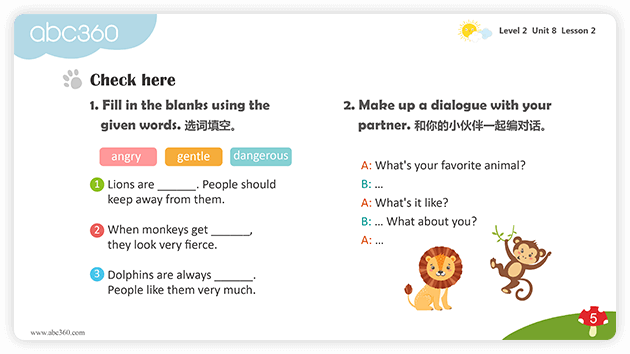 abc360
Level 2 Unit 8 Lesson 2
Check here
1. Fill in the blanks using the
given words. 选词填空。
angry gentle dangerous
1 Lions are ______. People should
keep away from them.
2 When monkeys get ______,
they look very fierce.
3 Dolphins are always ______.
People like them very much.
2. Make up a dialogue with your
partner. 和你的小伙伴一起编对话。
A: What's your favorite animal?
B: ...
A: What's it like?
B: ... What about you?
A: ...
www.abc360.com
5